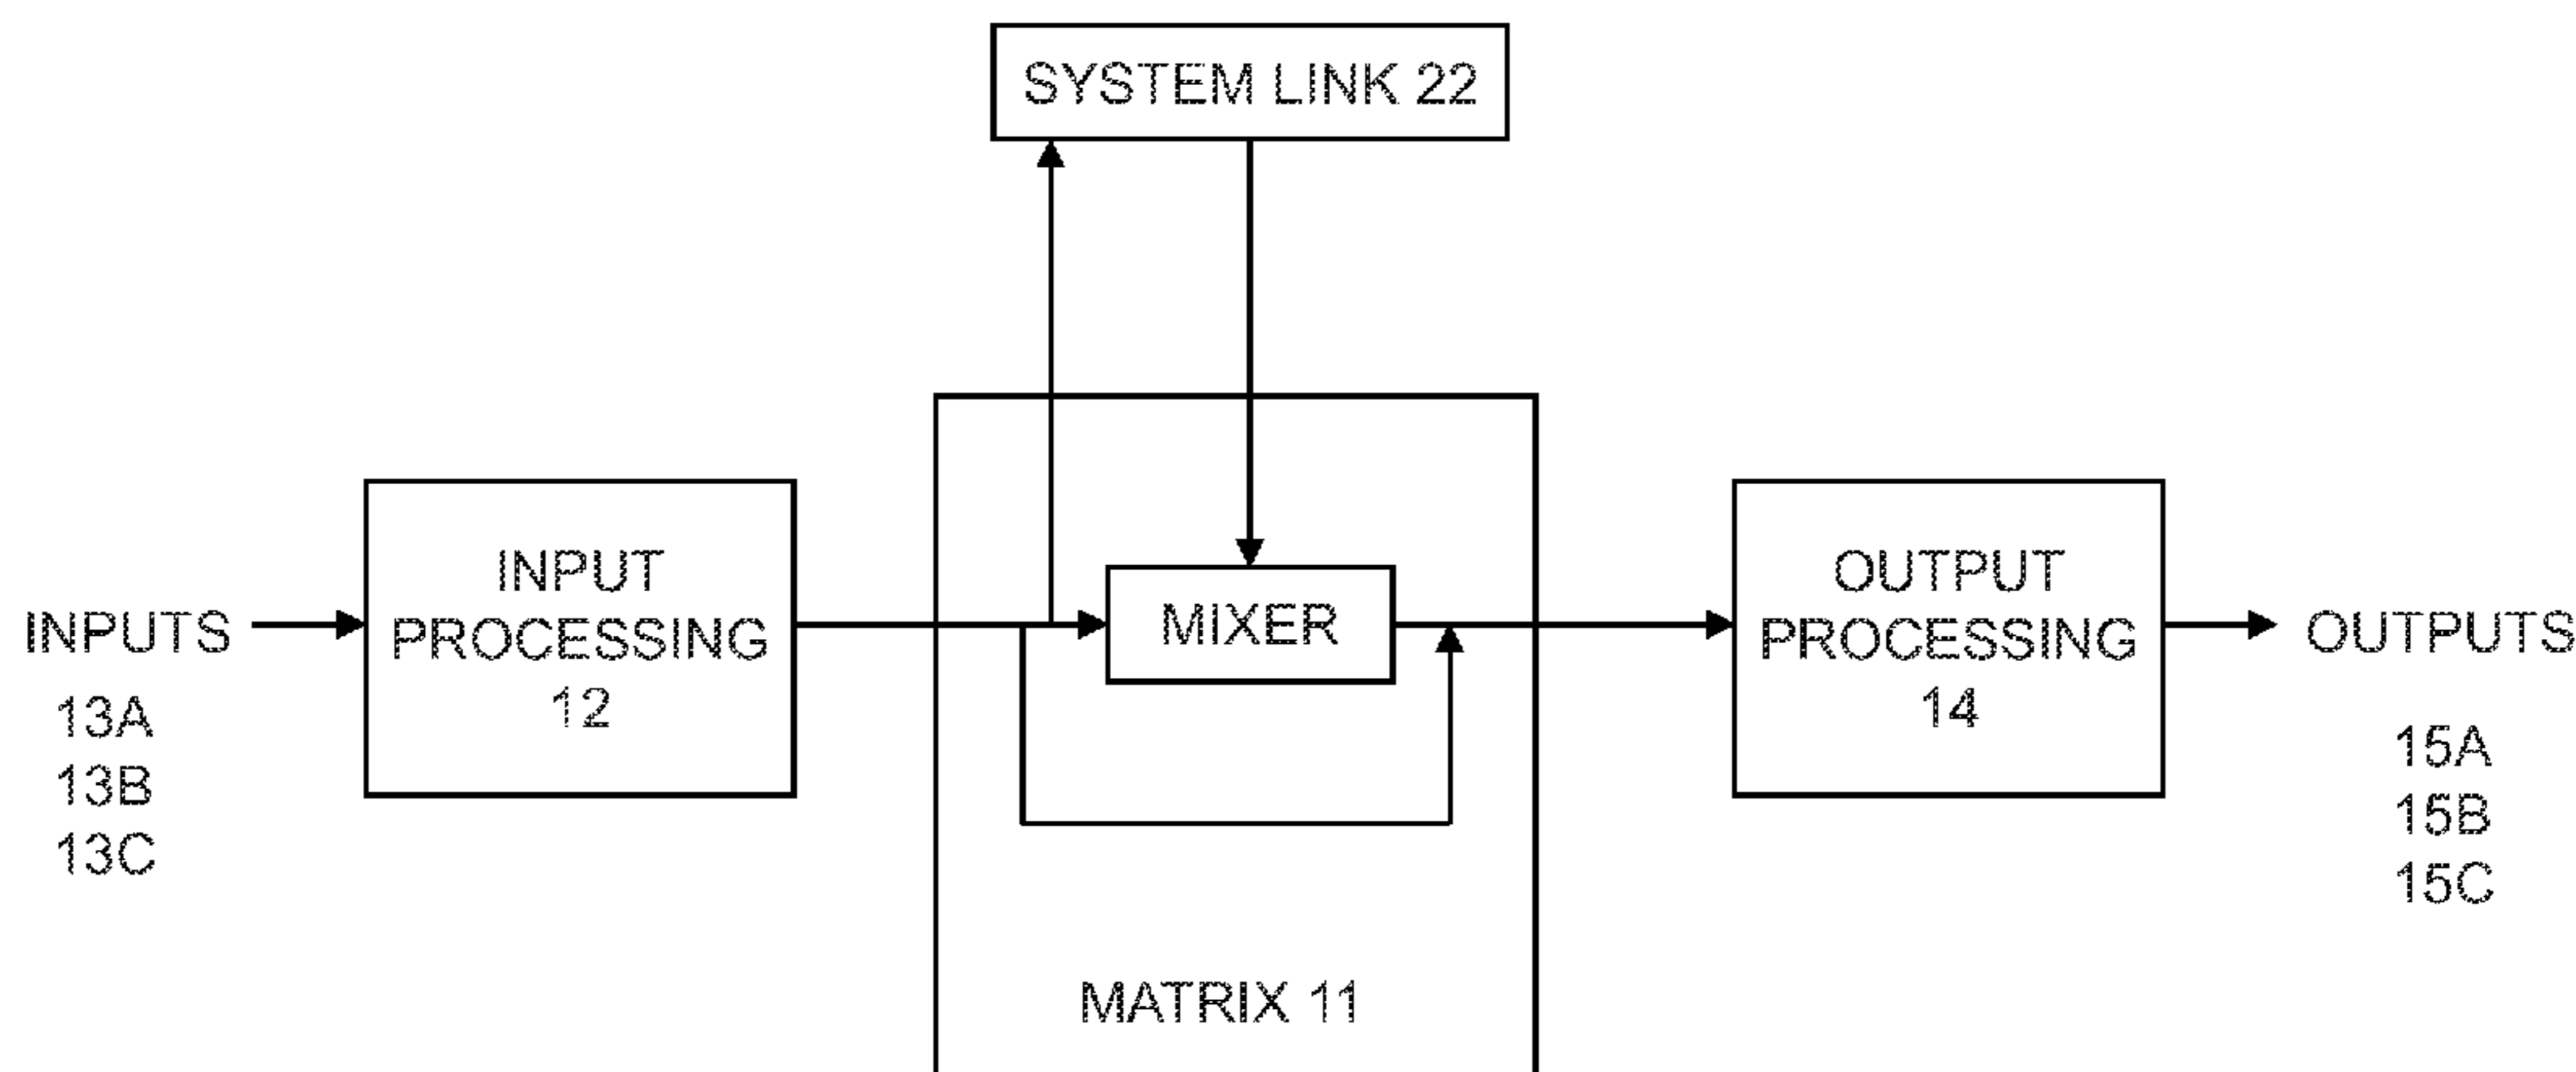 SYSTEM LINK 22
INPUTS
13A
13B
13C
INPUT
PROCESSING
12
MIXER
MATRIX 11
OUTPUT
PROCESSING
14
OUTPUTS
15A
15B
15C